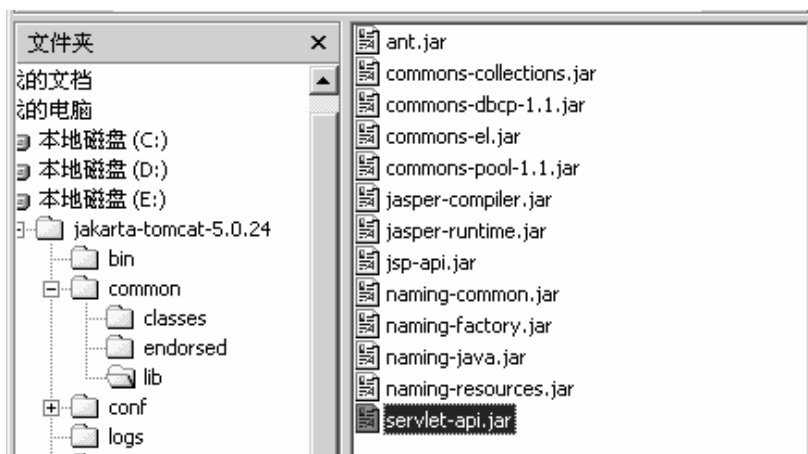 文件夹
的文档
的电脑
本地磁盘 (C:)
本地磁盘 (D:)
本地磁盘 (E:)
jakarta-tomcat-5.0.24
bin
common
classes
endorsed
lib
conf
logs
ant.jar
commons-collections.jar
commons-dbcp-1.1.jar
commons-el.jar
commons-pool-1.1.jar
jasper-compiler.jar
jasper-runtime.jar
jsp-api.jar
naming-common.jar
naming-factory.jar
naming-java.jar
naming-resources.jar
servlet-api.jar